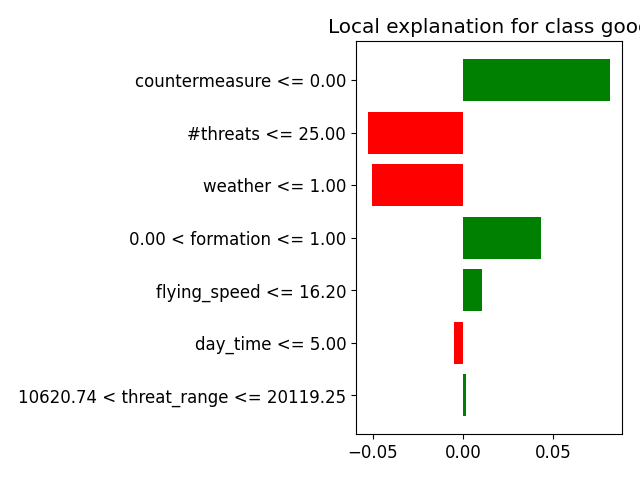 Local explanation for class goo
countermeasure <= 0.00
#threats <= 25.00
weather <= 1.00
0.00 < formation <= 1.00
flying_speed <= 16.20
day_time <= 5.00
10620.74 < threat_range <= 20119.25
−0.05 0.00 0.05